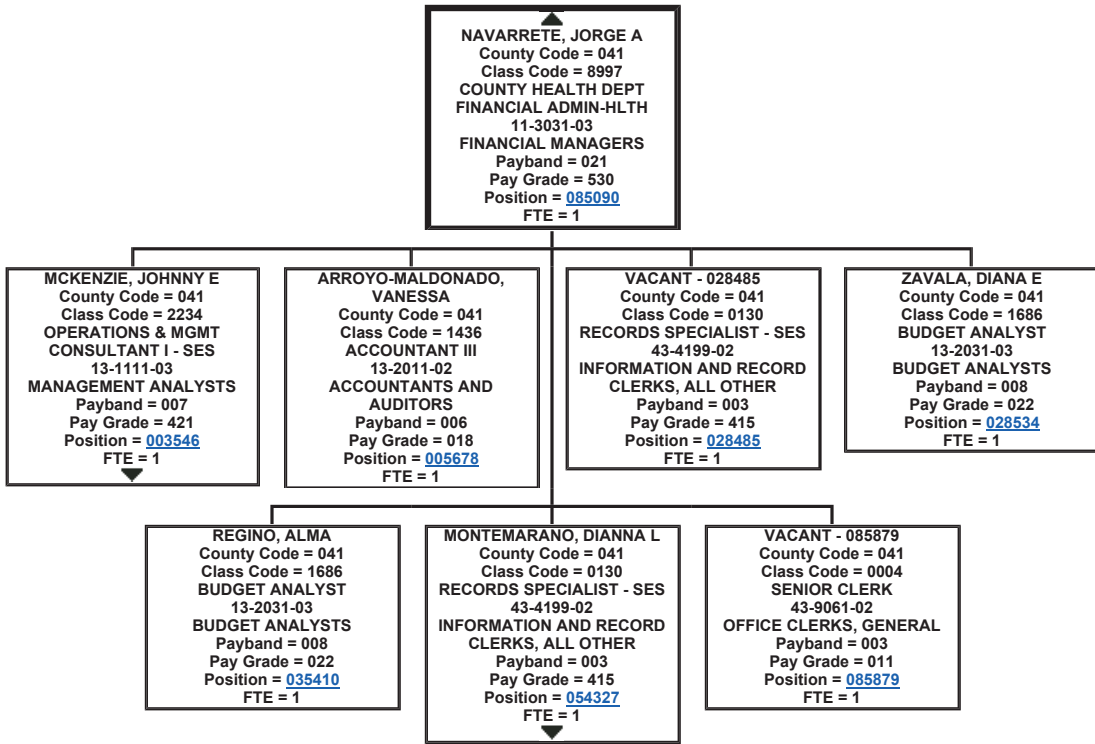 NAVARRETE, JORGE A
County Code = 041
Class Code = 8997
COUNTY HEALTH DEPT
FINANCIAL ADMIN-HLTH
11-3031-03
FINANCIAL MANAGERS
Payband = 021
Pay Grade = 530
Position = 085090
FTE = 1
MCKENZIE, JOHNNY E
County Code = 041
Class Code = 2234
OPERATIONS & MGMT
CONSULTANT I - SES
13-1111-03
MANAGEMENT ANALYSTS
Payband = 007
Pay Grade = 421
Position = 003546
FTE = 1
ARROYO-MALDONADO,
VANESSA
County Code = 041
Class Code = 1436
ACCOUNTANT III
13-2011-02
ACCOUNTANTS AND
AUDITORS
Payband = 006
Pay Grade = 018
Position = 005678
FTE = 1
VACANT - 028485
County Code = 041
Class Code = 0130
RECORDS SPECIALIST - SES
43-4199-02
INFORMATION AND RECORD
CLERKS, ALL OTHER
Payband = 003
Pay Grade = 415
Position = 028485
FTE = 1
ZAVALA, DIANA E
County Code = 041
Class Code = 1686
BUDGET ANALYST
13-2031-03
BUDGET ANALYSTS
Payband = 008
Pay Grade = 022
Position = 028534
FTE = 1
REGINO, ALMA
County Code = 041
Class Code = 1686
BUDGET ANALYST
13-2031-03
BUDGET ANALYSTS
Payband = 008
Pay Grade = 022
Position = 035410
FTE = 1
MONTEMARANO, DIANNA L
County Code = 041
Class Code = 0130
RECORDS SPECIALIST - SES
43-4199-02
INFORMATION AND RECORD
CLERKS, ALL OTHER
Payband = 003
Pay Grade = 415
Position = 054327
FTE = 1
VACANT - 085879
County Code = 041
Class Code = 0004
SENIOR CLERK
43-9061-02
OFFICE CLERKS, GENERAL
Payband = 003
Pay Grade = 011
Position = 085879
FTE = 1